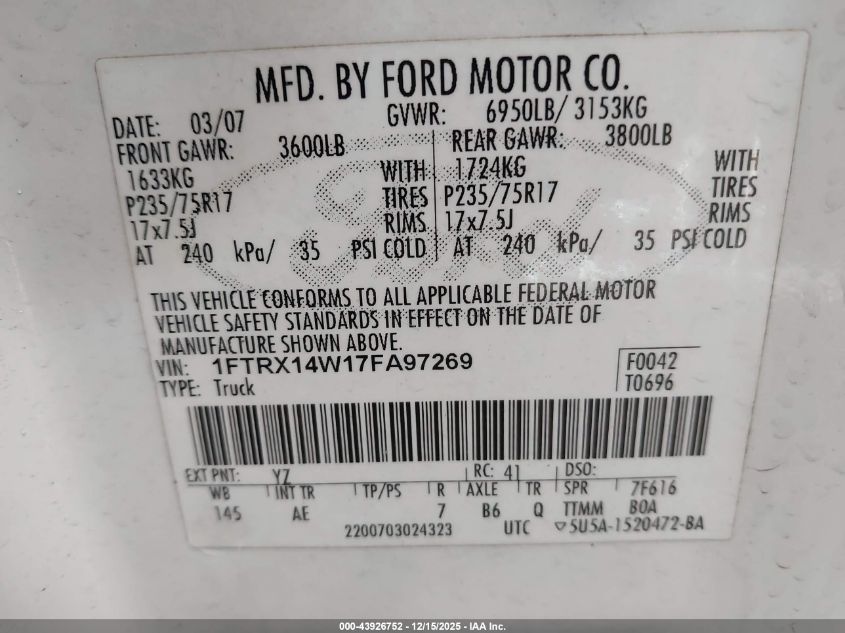 MFD. BY FORD MOTOR CO.
DATE: 03/07 GVWR: 6950LB/ 3153KG
FRONT GAWR: 3600LB REAR GAWR: 3800LB
1633KG WITH 1724KG WITH
P235/75R17 TIRES P235/75R17 TIRES
17x7.5J RIMS 17x7.5J RIMS
AT 240 kPa/ 35 PSI COLD AT 240 kPa/ 35 PSI COLD
Ford
THIS VEHICLE CONFORMS TO ALL APPLICABLE FEDERAL MOTOR
VEHICLE SAFETY STANDARDS IN EFFECT ON THE DATE OF
MANUFACTURE SHOWN ABOVE.
VIN: 1FTRX14W17FA97269 F0042
TYPE: Truck T0696
EXT PNT: YZ RC: 41 DSO:
WB INT TR TP/PS R AXLE TR SPR 7F616
145 AE 7 B6 Q TTMM BOA
2200703024323 UTC ▽5U5A-1520472-BA
000-43926752 - 12/15/2025 - IAA Inc.